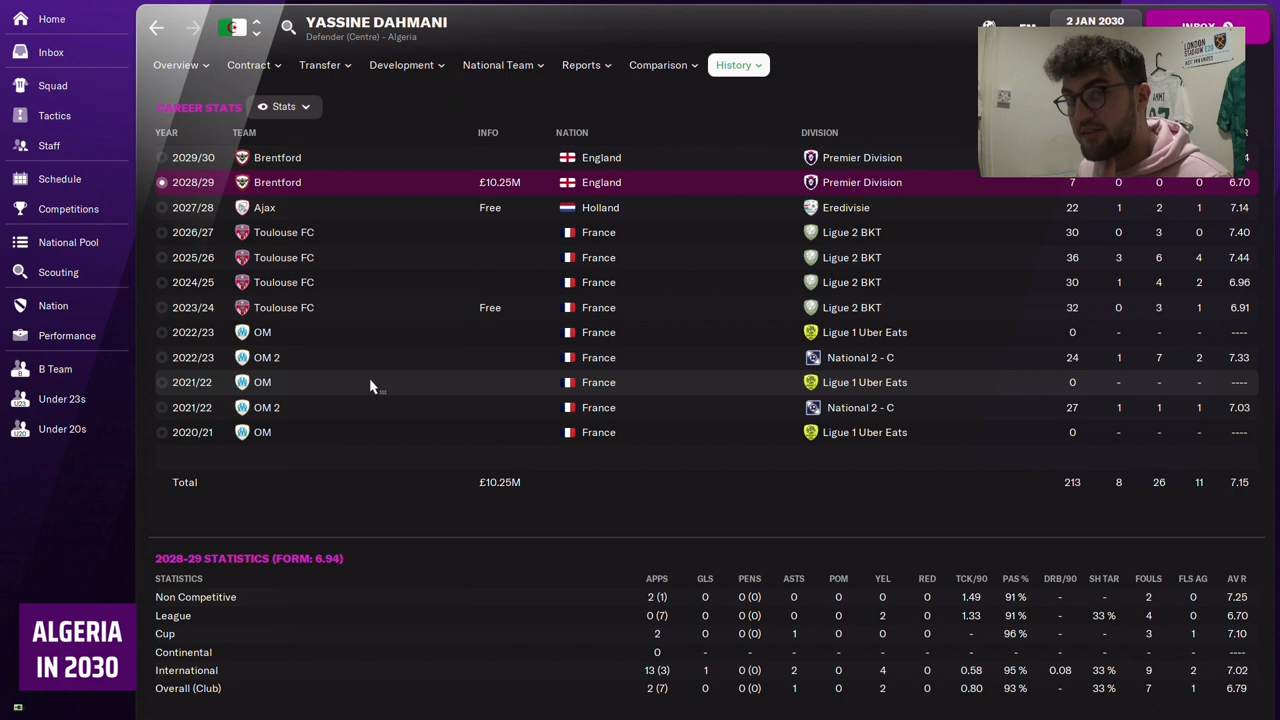 Home
YASSINE DAHMANI
Defender (Centre) - Algeria
2 JAN 2030
Inbox
Overview Contract Transfer Development National Team Reports Comparison History
Squad
CAREER STATS Stats
Tactics
YEAR TEAM INFO NATION DIVISION
Staff
2029/30 Brentford England Premier Division
Schedule
2028/29 Brentford £10.25M England Premier Division 7 0 0 0 6.70
Competitions
2027/28 Ajax Free Holland Eredivisie 22 1 2 1 7.14
National Pool
2026/27 Toulouse FC France Ligue 2 BKT 30 0 3 0 7.40
Scouting
2025/26 Toulouse FC France Ligue 2 BKT 36 3 6 4 7.44
2024/25 Toulouse FC France Ligue 2 BKT 30 1 4 2 6.96
Nation
2023/24 Toulouse FC Free France Ligue 2 BKT 32 0 3 1 6.91
Performance
2022/23 OM France Ligue 1 Uber Eats 0 - - - ----
B Team
2022/23 OM 2 France National 2 - C 24 1 7 2 7.33
2021/22 OM France Ligue 1 Uber Eats 0 - - - ----
Under 23s
2021/22 OM 2 France National 2 - C 27 1 1 1 7.03
Under 20s
2020/21 OM France Ligue 1 Uber Eats 0 - - - ----
Total £10.25M 213 8 26 11 7.15
2028-29 STATISTICS (FORM: 6.94)
STATISTICS APPS GLS PENS ASTS POM YEL RED TCK/90 PAS % DRB/90 SH TAR FOULS FLS AG AV R
Non Competitive 2 (1) 0 0 (0) 0 0 0 0 1.49 91 % - - 2 0 7.25
League 0 (7) 0 0 (0) 0 0 2 0 1.33 91 % - 33 % 4 0 6.70
Cup 2 0 0 (0) 1 0 0 0 - 96 % - - 3 1 7.10
Continental 0 - - - - - - - - - - - - ----
International 13 (3) 1 0 (0) 2 0 4 0 0.58 95 % 0.08 33 % 9 2 7.02
Overall (Club) 2 (7) 0 0 (0) 1 0 2 0 0.80 93 % - 33 % 7 1 6.79
ALGERIA
IN 2030
LONDON
STADIUM E20